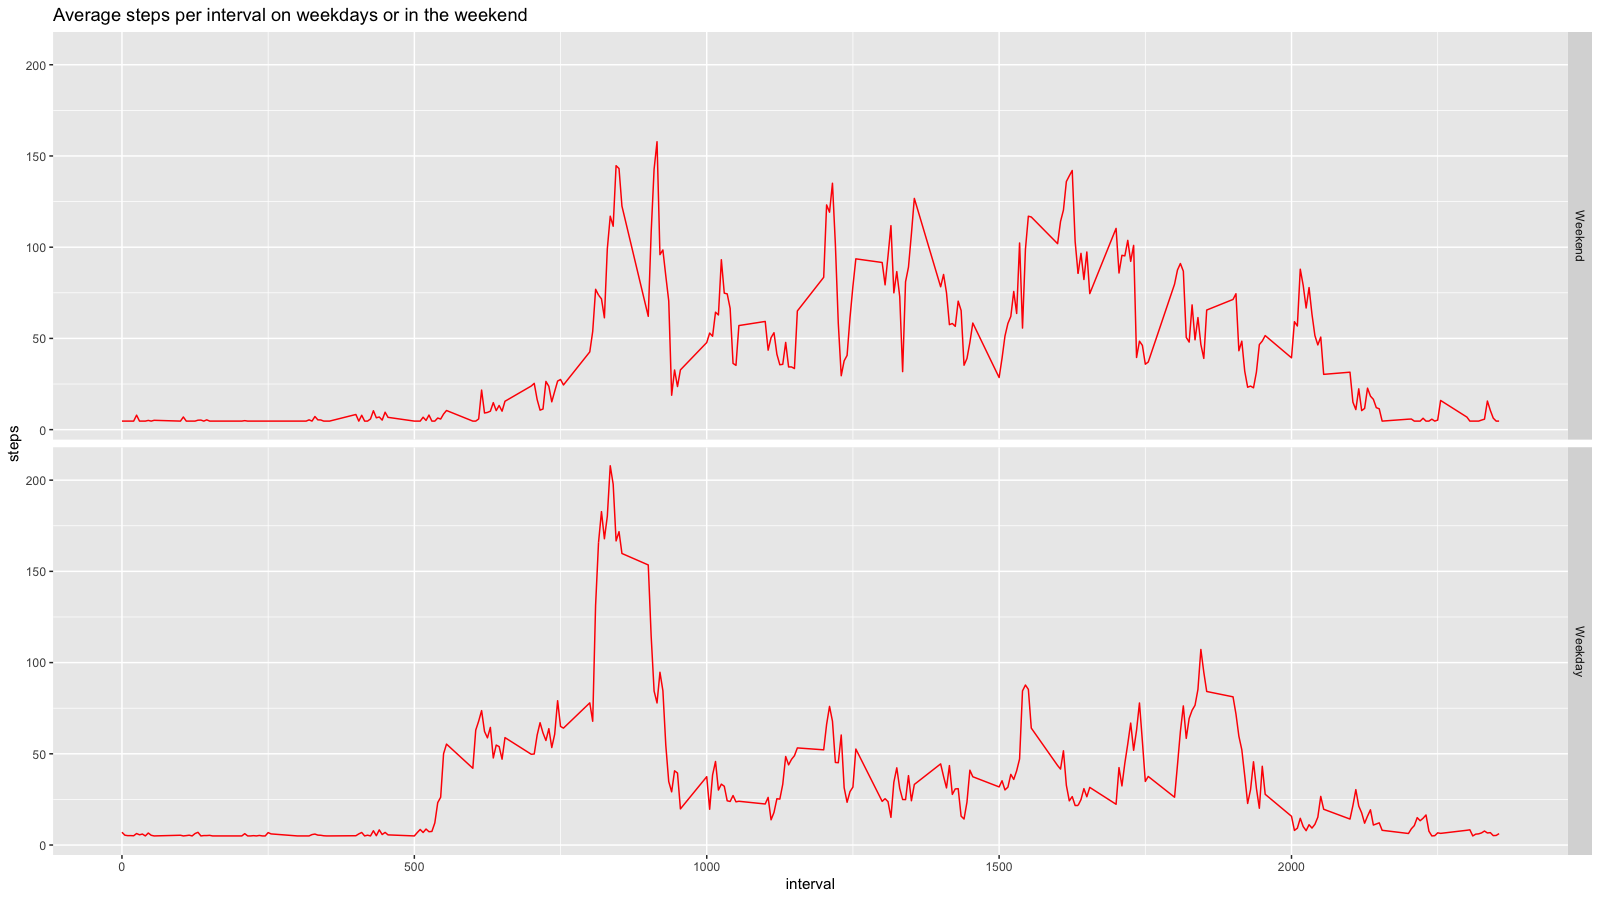 Average steps per interval on weekdays or in the weekend
200
150
100
50
0
Weekend
steps
200
150
100
50
0
Weekday
0 500 1000 1500 2000
interval